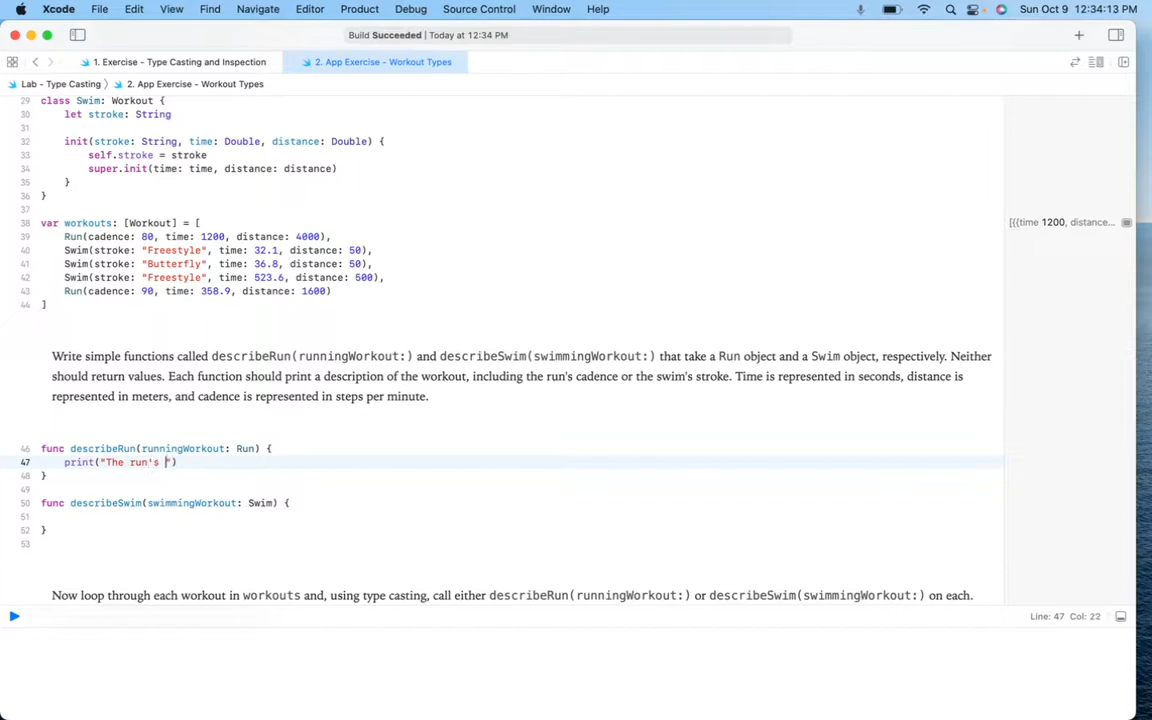 Xcode File Edit View Find Navigate Editor Product Debug Source Control Window Help Sun Oct 9 12:34:13 PM
Build Succeeded | Today at 12:34 PM
1. Exercise - Type Casting and Inspection 2. App Exercise - Workout Types
Lab - Type Casting 2. App Exercise - Workout Types
29 class Swim: Workout {
30 let stroke: String
31
32 init(stroke: String, time: Double, distance: Double) {
33 self.stroke = stroke
34 super.init(time: time, distance: distance)
35 }
36 }
37
38 var workouts: [Workout] = [ [{{time 1200, distance...
39 Run(cadence: 80, time: 1200, distance: 4000),
40 Swim(stroke: "Freestyle", time: 32.1, distance: 50),
41 Swim(stroke: "Butterfly", time: 36.8, distance: 50),
42 Swim(stroke: "Freestyle", time: 523.6, distance: 500),
43 Run(cadence: 90, time: 358.9, distance: 1600)
44 ]
Write simple functions called describeRun(runningWorkout:) and describeSwim(swimmingWorkout:) that take a Run object and a Swim object, respectively. Neither
should return values. Each function should print a description of the workout, including the run's cadence or the swim's stroke. Time is represented in seconds, distance is
represented in meters, and cadence is represented in steps per minute.
46 func describeRun(runningWorkout: Run) {
47 print("The run's ")
48 }
49
50 func describeSwim(swimmingWorkout: Swim) {
51
52 }
53
Now loop through each workout in workouts and, using type casting, call either describeRun(runningWorkout:) or describeSwim(swimmingWorkout:) on each.
Line: 47 Col: 22